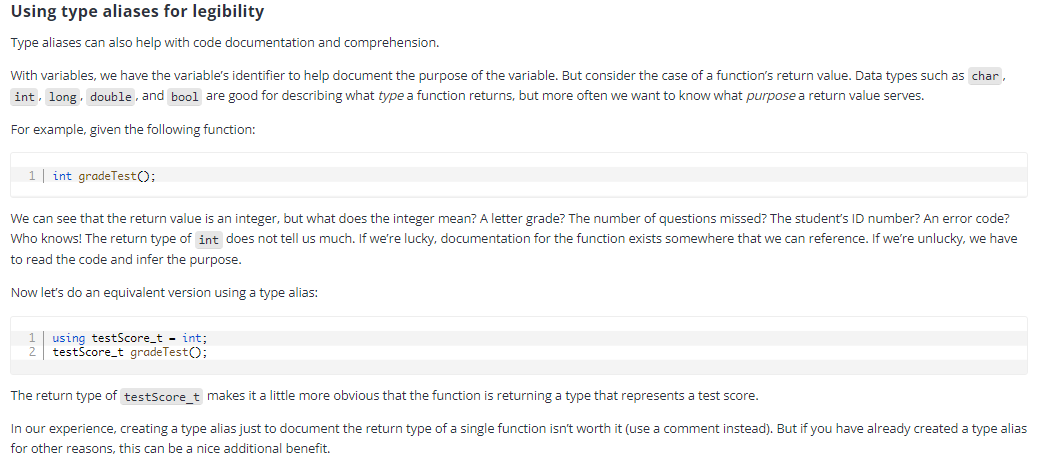 Using type aliases for legibility
Type aliases can also help with code documentation and comprehension.
With variables, we have the variable's identifier to help document the purpose of the variable. But consider the case of a function's return value. Data types such as char,
int, long, double, and bool are good for describing what type a function returns, but more often we want to know what purpose a return value serves.
For example, given the following function:
1 int gradeTest();
We can see that the return value is an integer, but what does the integer mean? A letter grade? The number of questions missed? The student's ID number? An error code?
Who knows! The return type of int does not tell us much. If we're lucky, documentation for the function exists somewhere that we can reference. If we're unlucky, we have
to read the code and infer the purpose.
Now let's do an equivalent version using a type alias:
1 using testScore_t = int;
2 testScore_t gradeTest();
The return type of testScore_t makes it a little more obvious that the function is returning a type that represents a test score.
In our experience, creating a type alias just to document the return type of a single function isn't worth it (use a comment instead). But if you have already created a type alias
for other reasons, this can be a nice additional benefit.